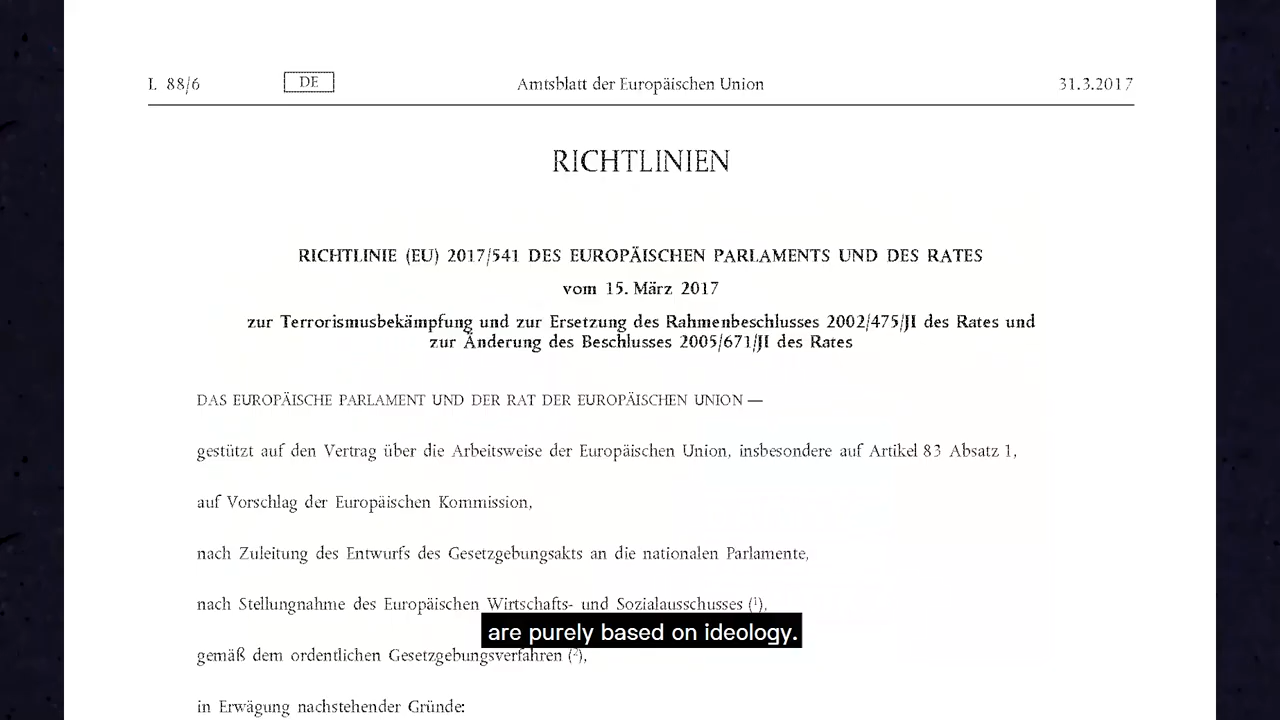 L 88/6 DE Amtsblatt der Europäischen Union 31.3.2017
RICHTLINIEN
RICHTLINIE (EU) 2017/541 DES EUROPÄISCHEN PARLAMENTS UND DES RATES
vom 15. März 2017
zur Terrorismusbekämpfung und zur Ersetzung des Rahmenbeschlusses 2002/475/JI des Rates und
zur Änderung des Beschlusses 2005/671/JI des Rates
DAS EUROPÄISCHE PARLAMENT UND DER RAT DER EUROPÄISCHEN UNION —
gestützt auf den Vertrag über die Arbeitsweise der Europäischen Union, insbesondere auf Artikel 83 Absatz 1,
auf Vorschlag der Europäischen Kommission,
nach Zuleitung des Entwurfs des Gesetzgebungsakts an die nationalen Parlamente,
nach Stellungnahme des Europäischen Wirtschafts- und Sozialausschusses (¹),
are purely based on ideology.
gemäß dem ordentlichen Gesetzgebungsverfahren (²),
in Erwägung nachstehender Gründe: